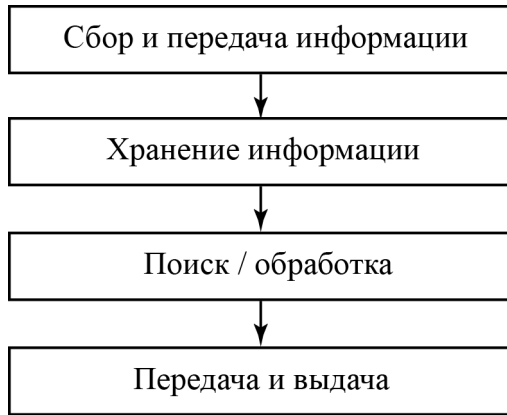 Сбор и передача информации
Хранение информации
Поиск / обработка
Передача и выдача